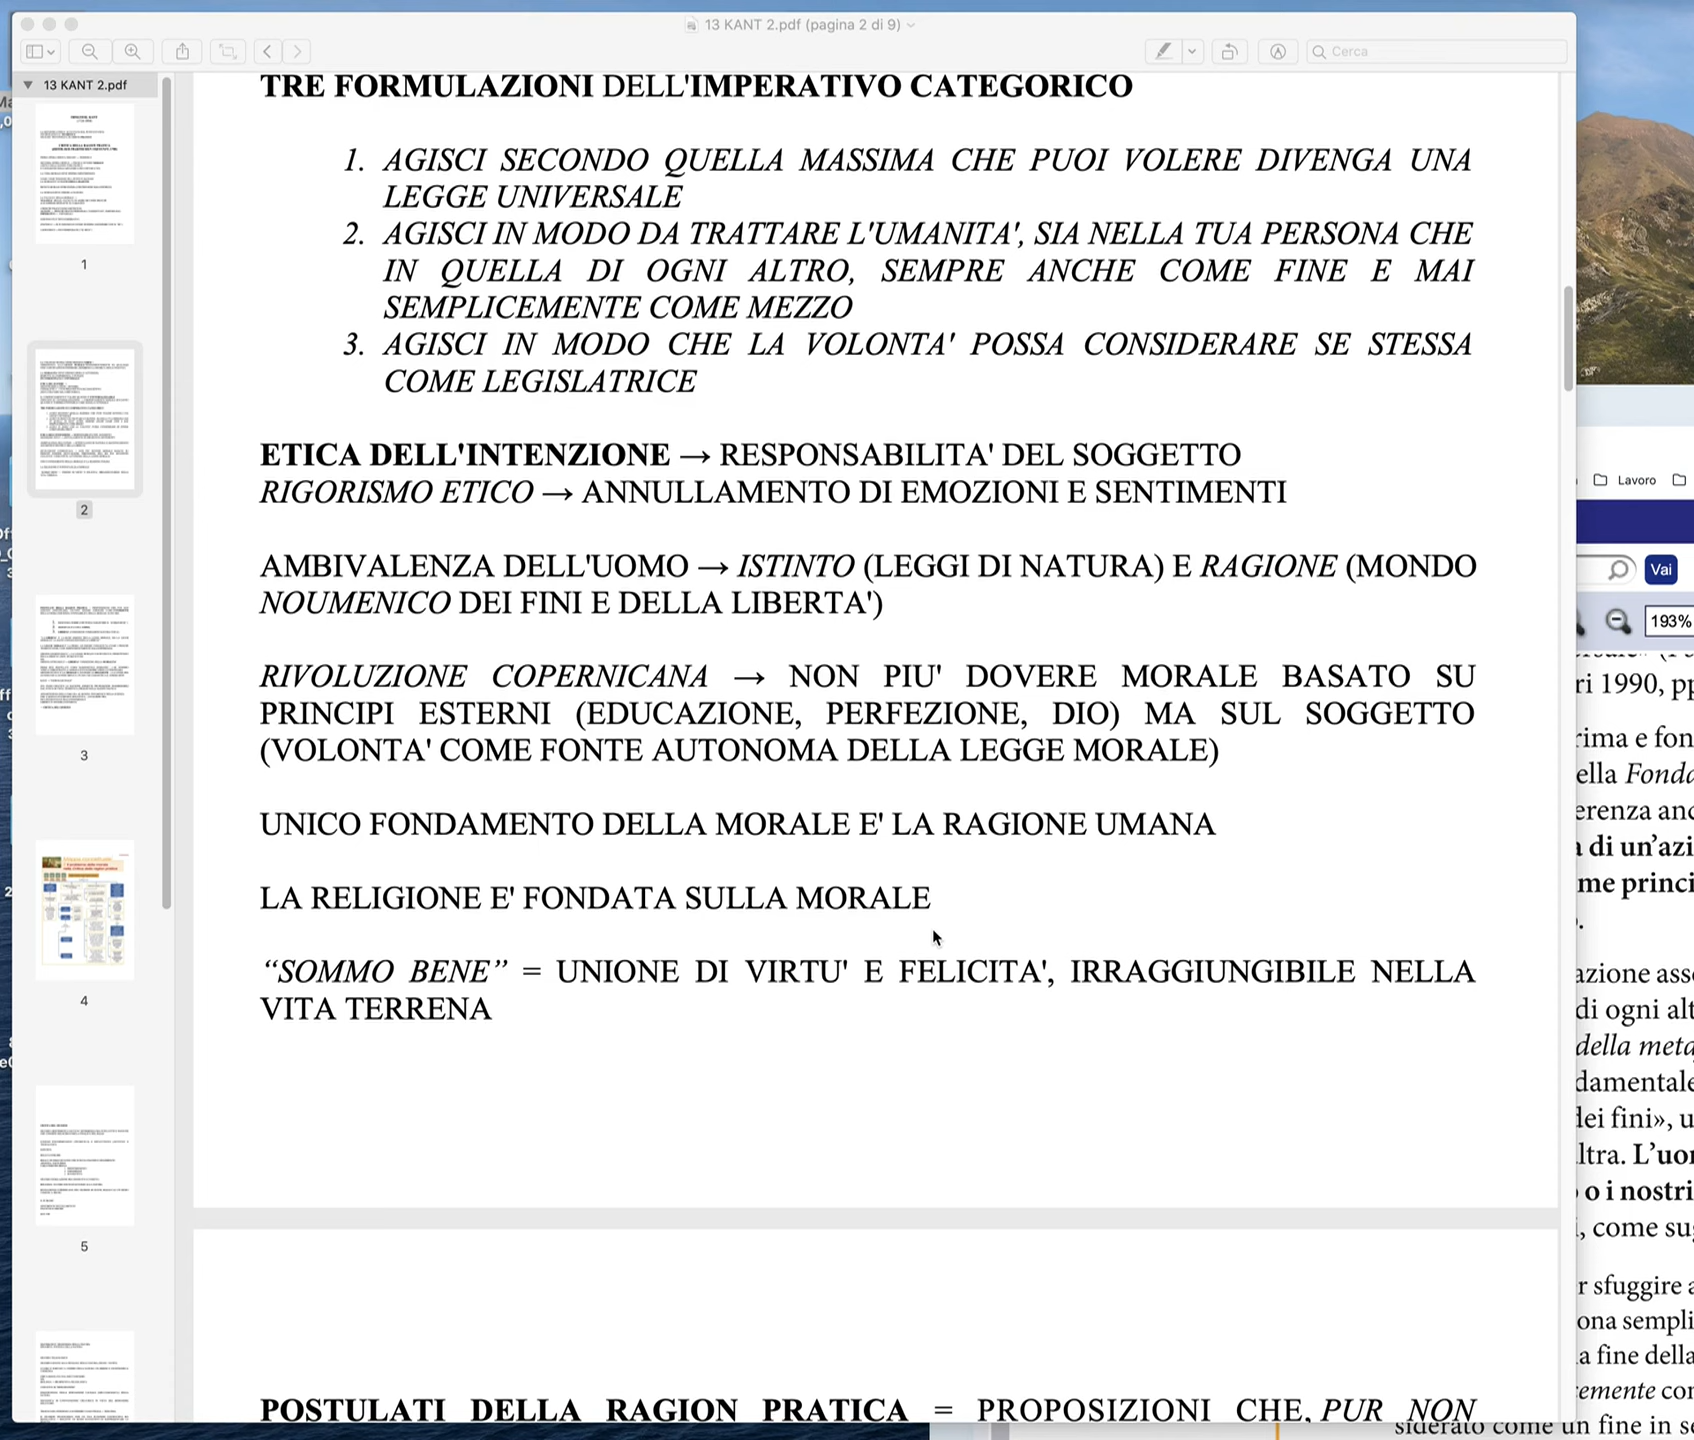 13 KANT 2.pdf (pagina 2 di 9)
Cerca
13 KANT 2.pdf
1
2
3
4
5
TRE FORMULAZIONI DELL'IMPERATIVO CATEGORICO
1. AGISCI SECONDO QUELLA MASSIMA CHE PUOI VOLERE DIVENGA UNA
LEGGE UNIVERSALE
2. AGISCI IN MODO DA TRATTARE L'UMANITA', SIA NELLA TUA PERSONA CHE
IN QUELLA DI OGNI ALTRO, SEMPRE ANCHE COME FINE E MAI
SEMPLICEMENTE COME MEZZO
3. AGISCI IN MODO CHE LA VOLONTA' POSSA CONSIDERARE SE STESSA
COME LEGISLATRICE
ETICA DELL'INTENZIONE → RESPONSABILITA' DEL SOGGETTO
RIGORISMO ETICO → ANNULLAMENTO DI EMOZIONI E SENTIMENTI
AMBIVALENZA DELL'UOMO → ISTINTO (LEGGI DI NATURA) E RAGIONE (MONDO
NOUMENICO DEI FINI E DELLA LIBERTA')
RIVOLUZIONE COPERNICANA → NON PIU' DOVERE MORALE BASATO SU
PRINCIPI ESTERNI (EDUCAZIONE, PERFEZIONE, DIO) MA SUL SOGGETTO
(VOLONTA' COME FONTE AUTONOMA DELLA LEGGE MORALE)
UNICO FONDAMENTO DELLA MORALE E' LA RAGIONE UMANA
LA RELIGIONE E' FONDATA SULLA MORALE
“SOMMO BENE” = UNIONE DI VIRTU' E FELICITA', IRRAGGIUNGIBILE NELLA
VITA TERRENA
POSTULATI DELLA RAGION PRATICA = PROPOSIZIONI CHE, PUR NON
Lavoro
Vai
193%
ri 1990, pp
rima e fon
ella Fonda
erenza anc
a di un'azi
me princi
azione asso
di ogni alt
della meta
damentale
dei fini», u
ltra. L'uo
o i nostri
, come sug
r sfuggire a
ona sempli
a fine della
cemente con
siderato come un fine in s